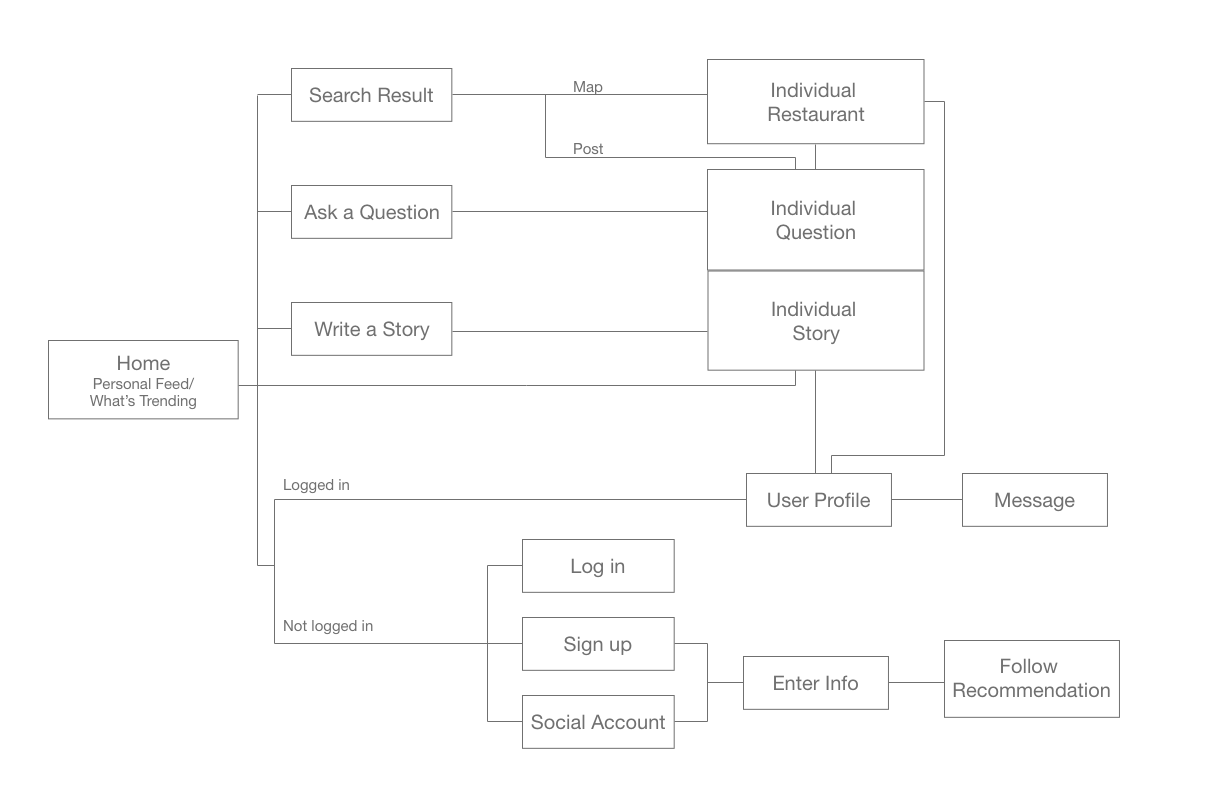 Search Result
Map
Individual
Restaurant
Post
Ask a Question
Individual
Question
Write a Story
Individual
Story
Home
Personal Feed/
What's Trending
Logged in
User Profile
Message
Log in
Not logged in
Sign up
Social Account
Enter Info
Follow
Recommendation